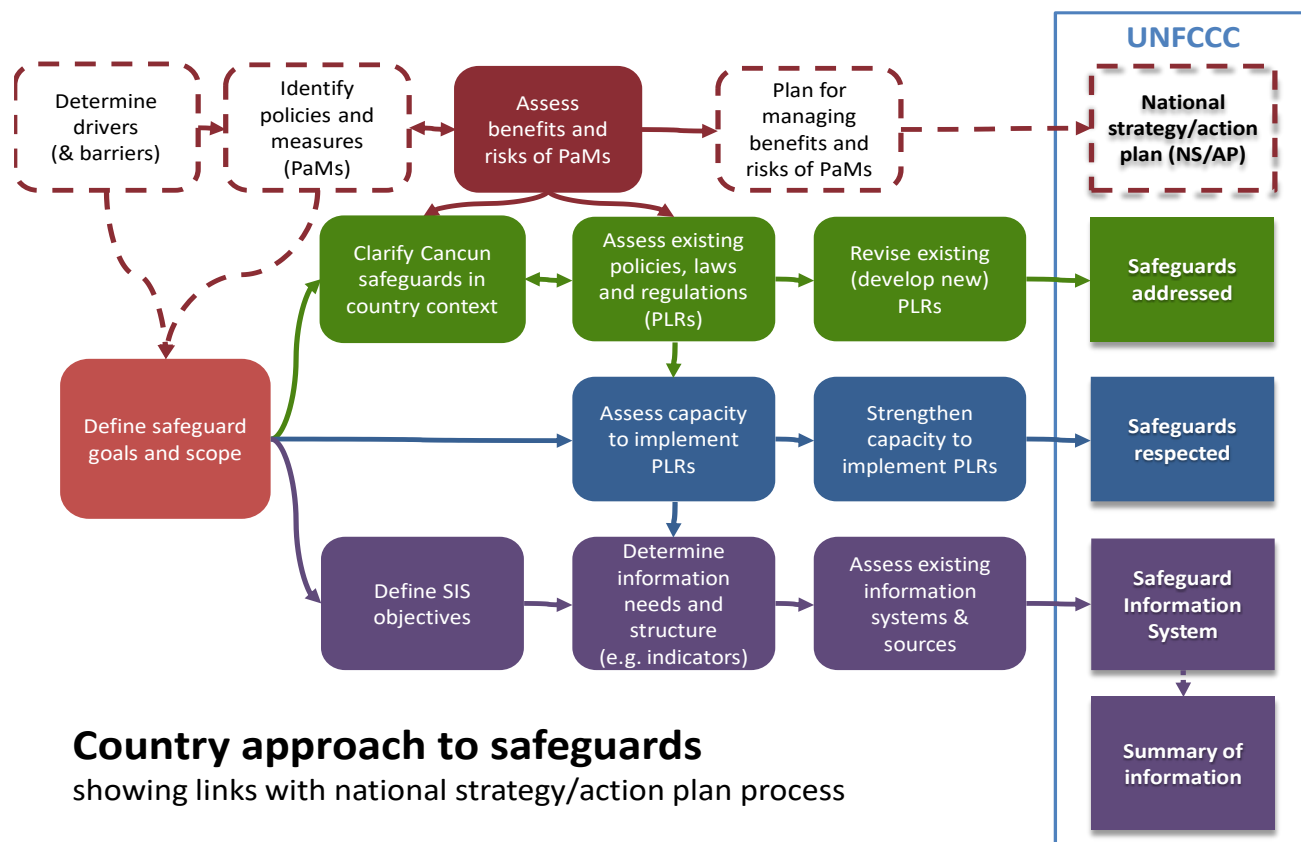 UNFCCC
Determine
drivers
(& barriers)
Identify
policies and
measures
(PaMs)
Assess
benefits and
risks of PaMs
Plan for
managing
benefits and
risks of PaMs
National
strategy/action
plan (NS/AP)
Clarify Cancun
safeguards in
country context
Assess existing
policies, laws
and regulations
(PLRs)
Revise existing
(develop new)
PLRs
Safeguards
addressed
Define safeguard
goals and scope
Assess capacity
to implement
PLRs
Strengthen
capacity to
implement PLRs
Safeguards
respected
Define SIS
objectives
Determine
information
needs and
structure
(e.g. indicators)
Assess existing
information
systems &
sources
Safeguard
Information
System
Summary of
information
Country approach to safeguards
showing links with national strategy/action plan process